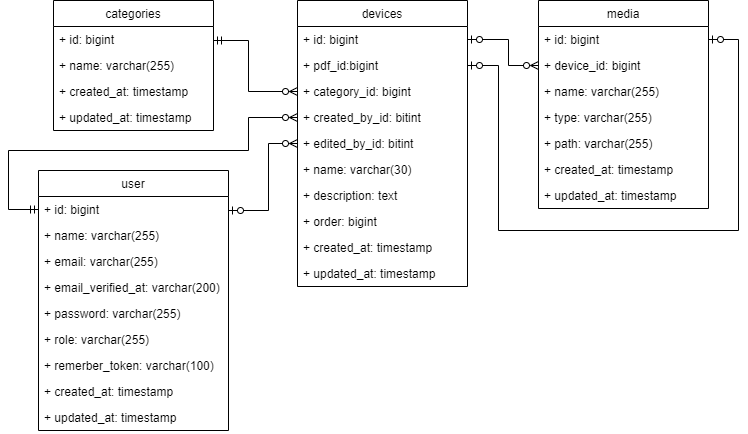 categories
+ id: bigint
+ name: varchar(255)
+ created_at: timestamp
+ updated_at: timestamp
devices
+ id: bigint
+ pdf_id:bigint
+ category_id: bigint
+ created_by_id: bitint
+ edited_by_id: bitint
+ name: varchar(30)
+ description: text
+ order: bigint
+ created_at: timestamp
+ updated_at: timestamp
media
+ id: bigint
+ device_id: bigint
+ name: varchar(255)
+ type: varchar(255)
+ path: varchar(255)
+ created_at: timestamp
+ updated_at: timestamp
user
+ id: bigint
+ name: varchar(255)
+ email: varchar(255)
+ email_verified_at: varchar(200)
+ password: varchar(255)
+ role: varchar(255)
+ remerber_token: varchar(100)
+ created_at: timestamp
+ updated_at: timestamp